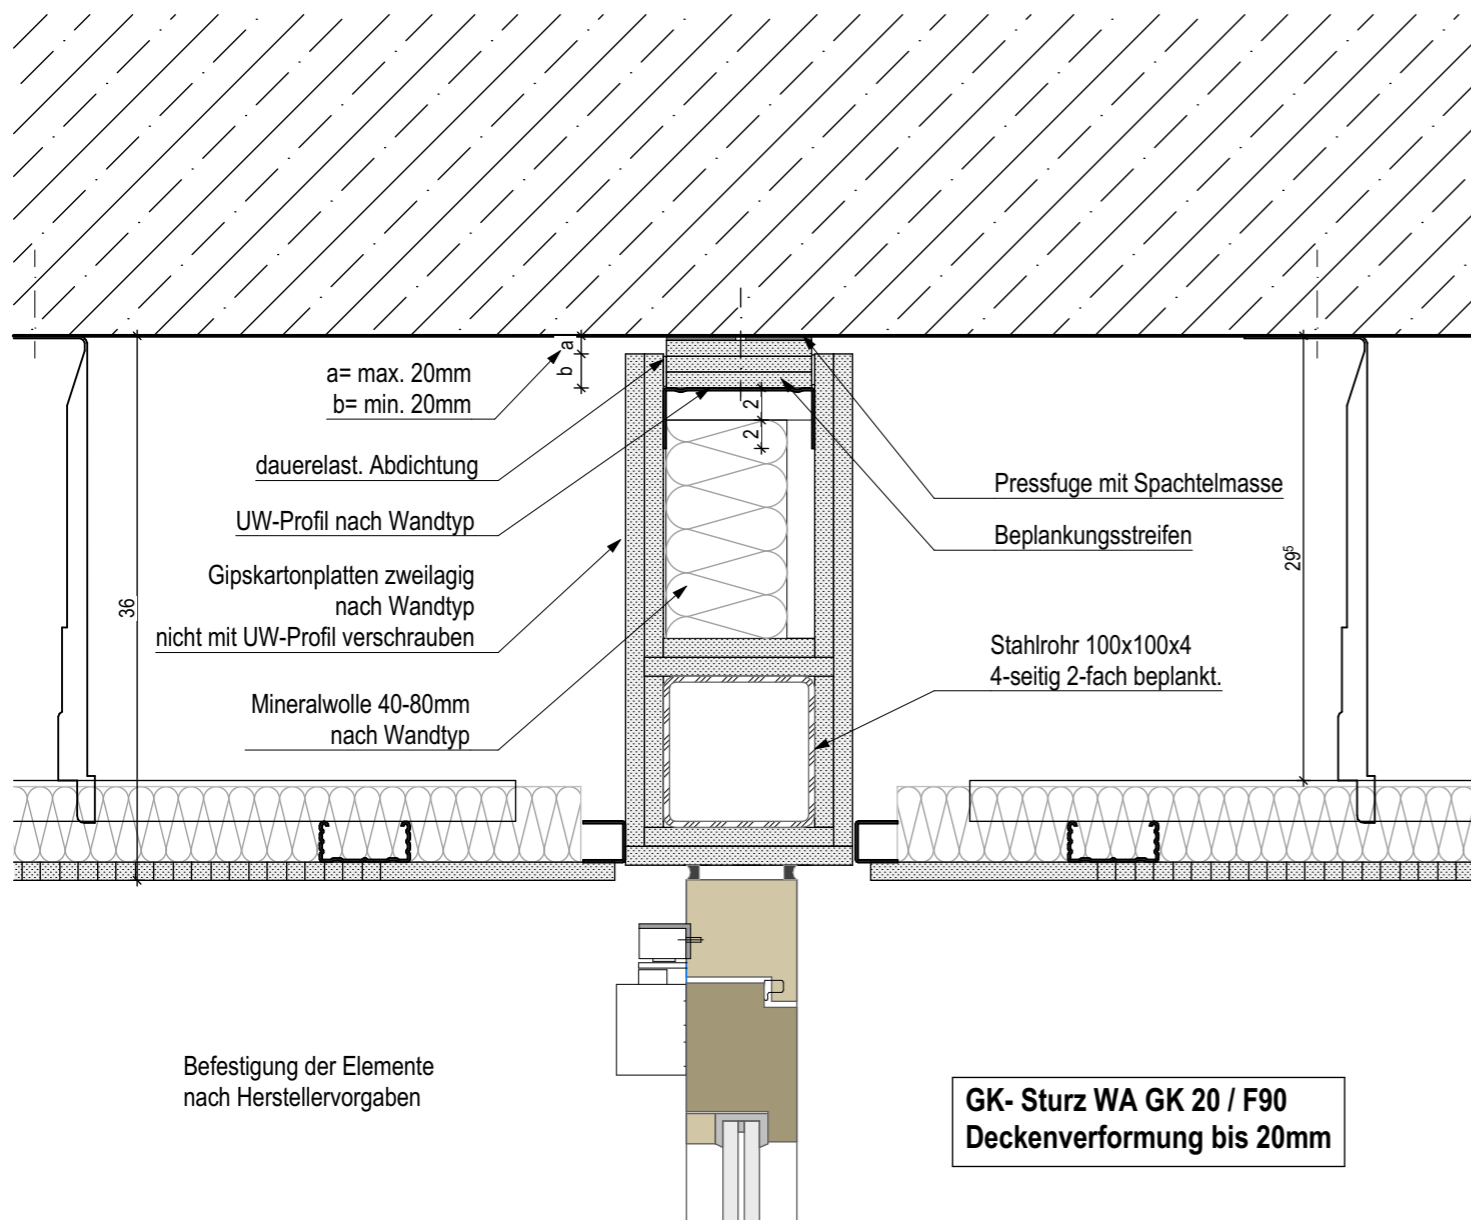 a
b
a= max. 20mm
b= min. 20mm
2
2
dauerelast. Abdichtung
Pressfuge mit Spachtelmasse
UW-Profil nach Wandtyp
Beplankungsstreifen
29⁵
Gipskartonplatten zweilagig
nach Wandtyp
nicht mit UW-Profil verschrauben
36
Stahlrohr 100x100x4
4-seitig 2-fach beplankt.
Mineralwolle 40-80mm
nach Wandtyp
Befestigung der Elemente
nach Herstellervorgaben
GK- Sturz WA GK 20 / F90
Deckenverformung bis 20mm